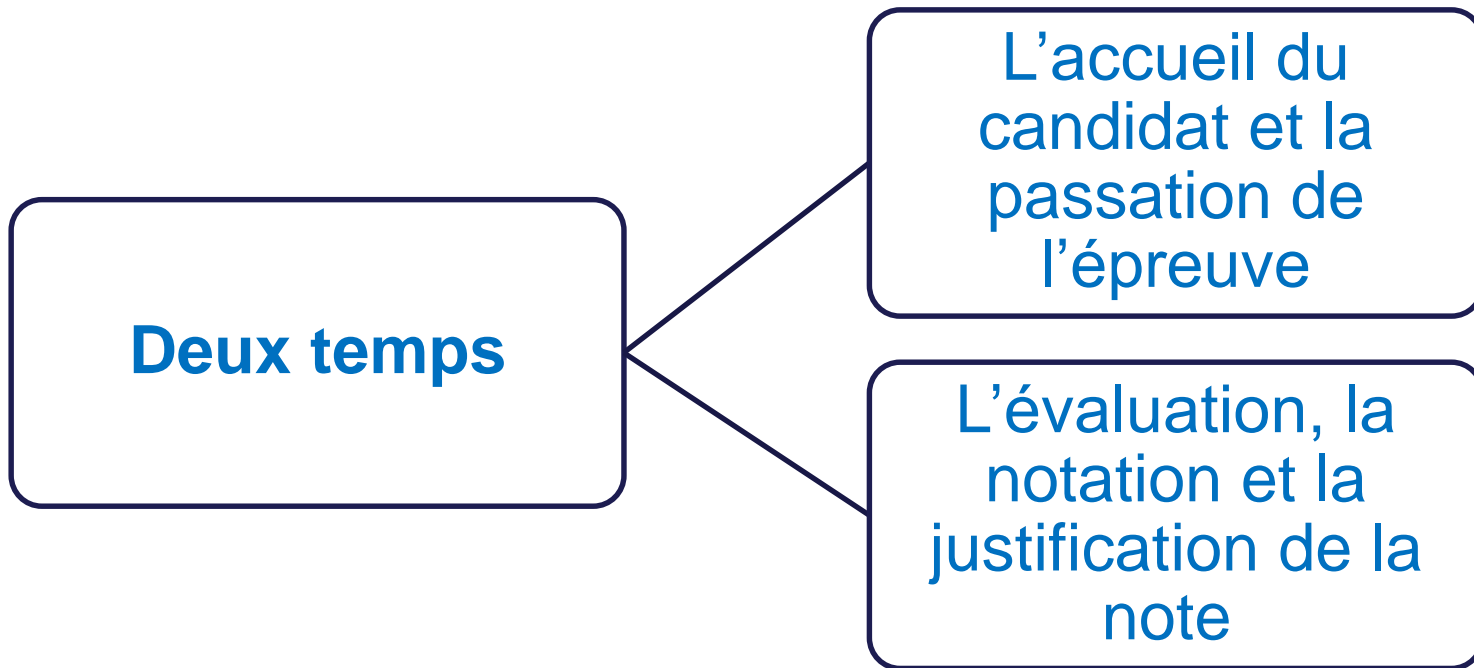 Deux temps
L’accueil du
candidat et la
passation de
l’épreuve
L’évaluation, la
notation et la
justification de la
note